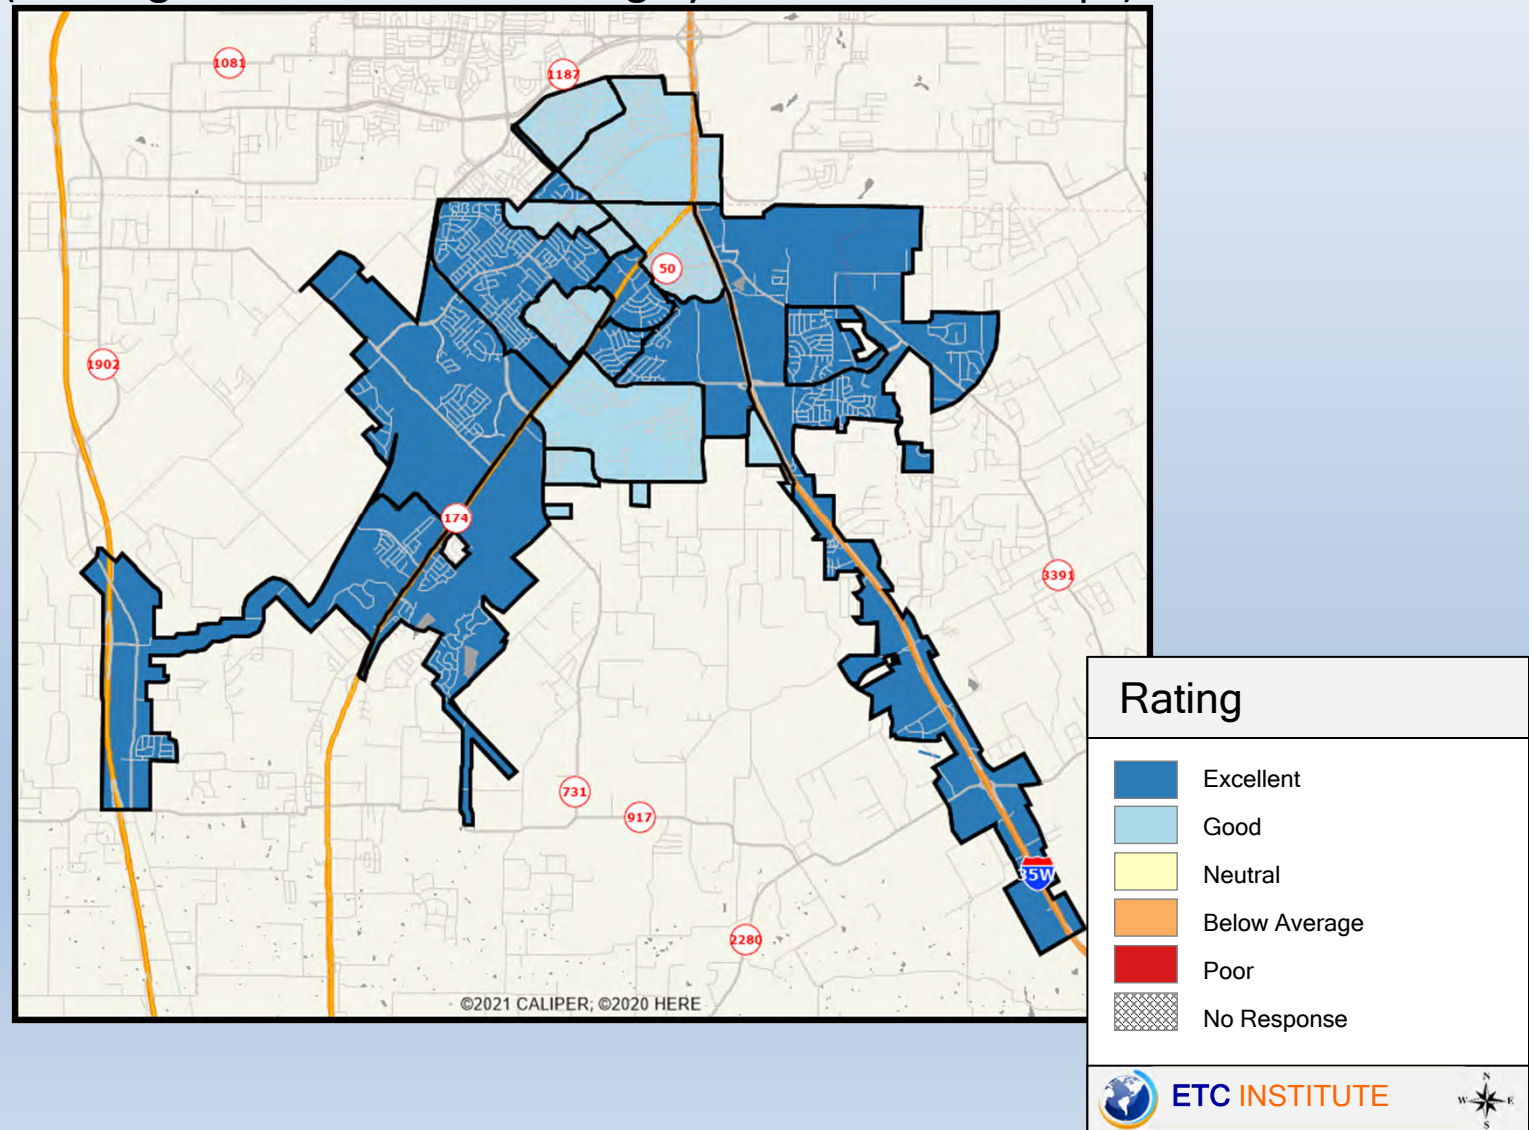 1081
1187
50
1902
174
3391
731
917
35W
2280
©2021 CALIPER; ©2020 HERE
Rating
Excellent
Good
Neutral
Below Average
Poor
No Response
ETC INSTITUTE
N
W E
S